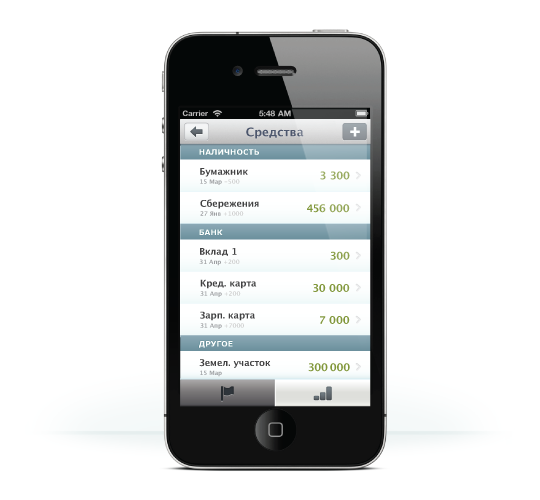 Carrier 5:48 AM
Средства
НАЛИЧНОСТЬ
Бумажник 3 300
15 Мар -500
Сбережения 456 000
27 Янв +1000
БАНК
Вклад 1 300
31 Апр +200
Кред. карта 30 000
31 Апр +200
Зарп. карта 7 000
31 Апр +7000
ДРУГОЕ
Земел. участок 300 000
15 Мар